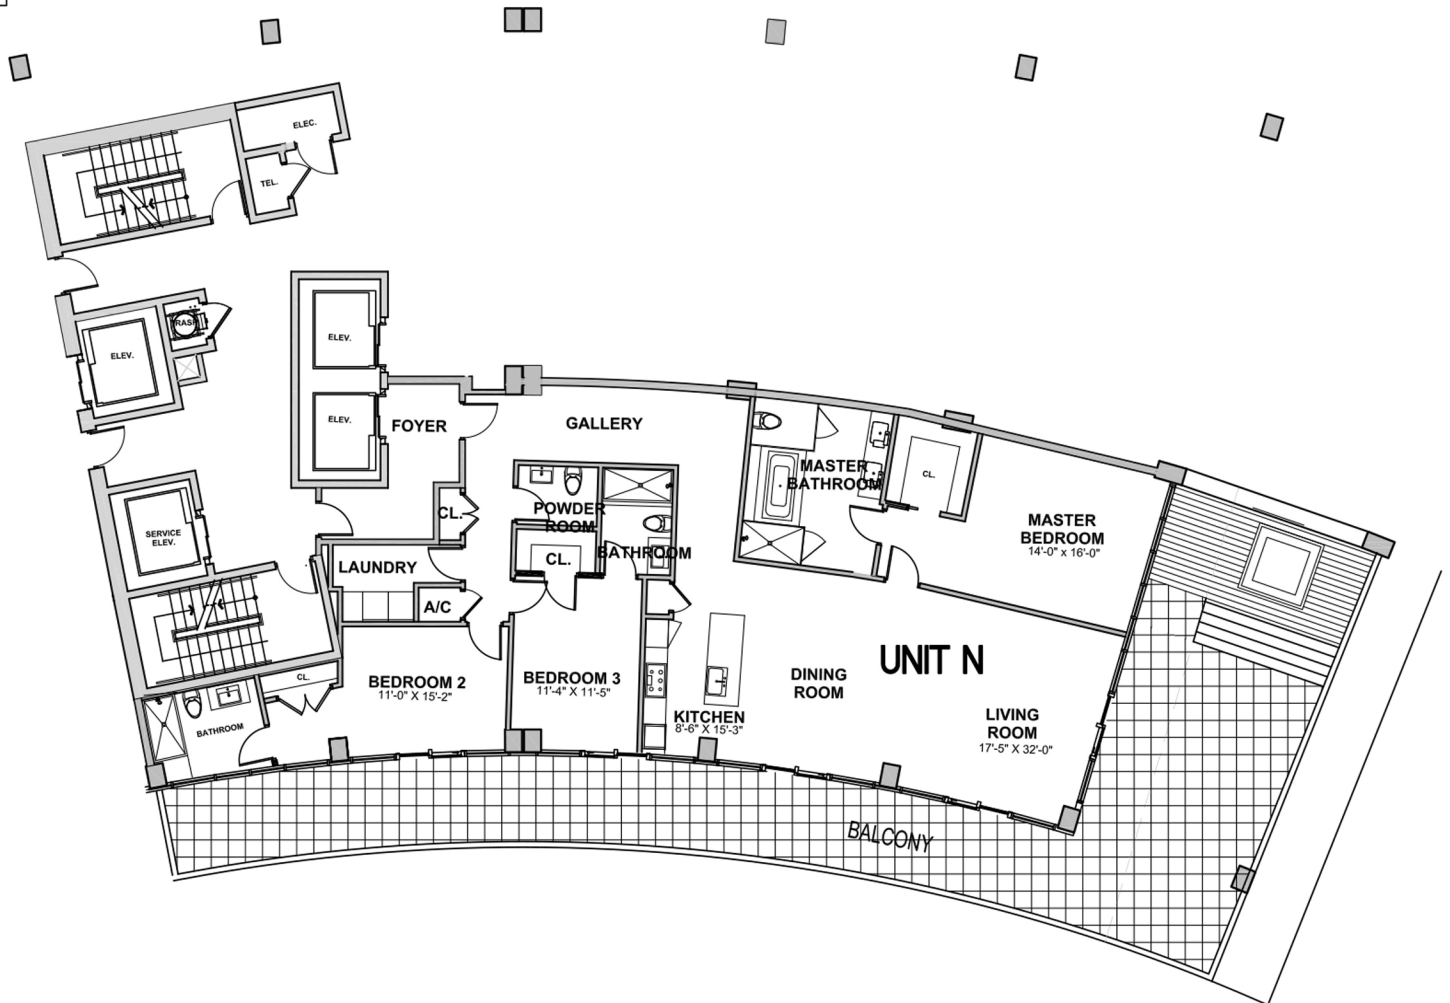 ELEC.
TEL.
TRASH
ELEV.
ELEV.
ELEV.
FOYER
GALLERY
MASTER
BATHROOM
CL.
MASTER
BEDROOM
14'-0" x 16'-0"
SERVICE
ELEV.
CL.
POWDER
ROOM
BATHROOM
CL.
LAUNDRY
A/C
CL.
BATHROOM
BEDROOM 2
11'-0" X 15'-2"
BEDROOM 3
11'-4" X 11'-5"
KITCHEN
8'-6" X 15'-3"
DINING
ROOM
UNIT N
LIVING
ROOM
17'-5" X 32'-0"
BALCONY